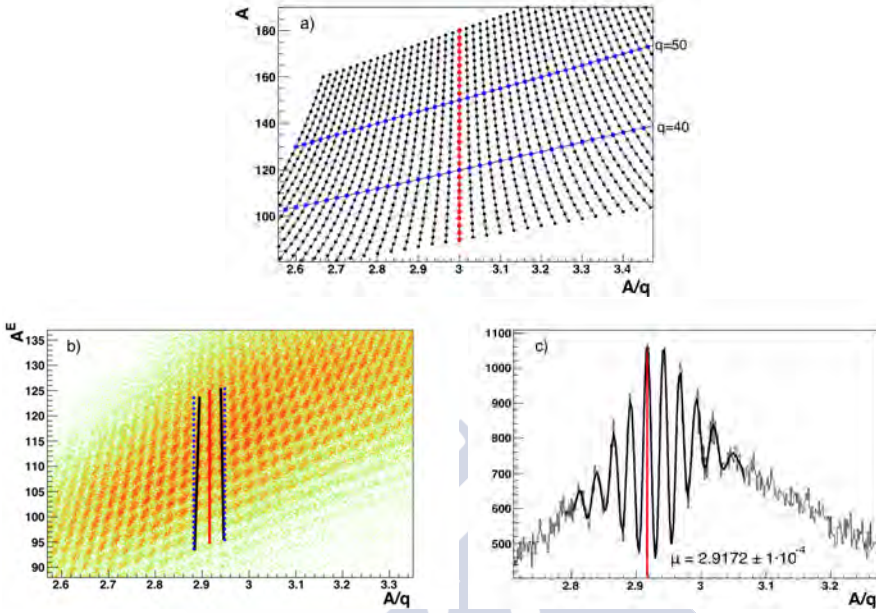 a)
A
180
160
140
120
100
q=50
q=40
2.6 2.7 2.8 2.9 3 3.1 3.2 3.3 3.4
A/q
b)
A^E
135
130
125
120
115
110
105
100
95
90
2.6 2.7 2.8 2.9 3 3.1 3.2 3.3
A/q
c)
1100
1000
900
800
700
600
500
μ = 2.9172 ± 1·10⁻⁴
2.8 2.9 3 3.1 3.2
A/q